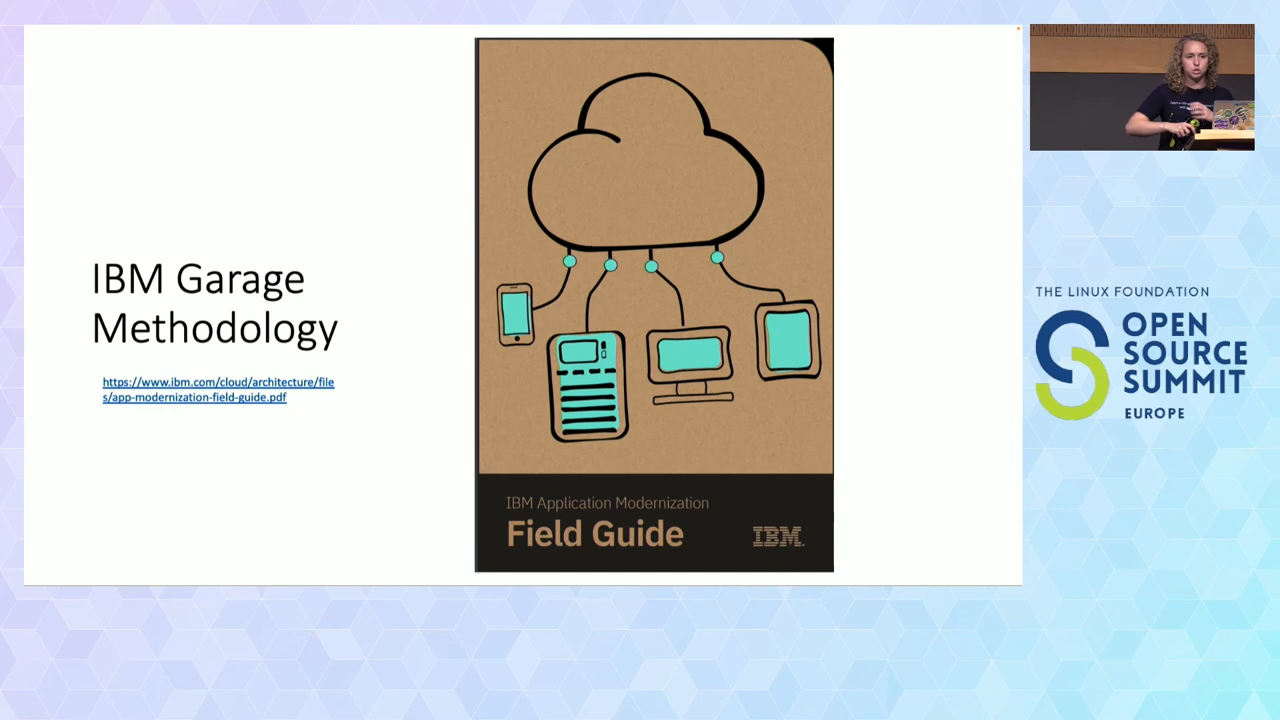 IBM Garage
Methodology
https://www.ibm.com/cloud/architecture/file
s/app-modernization-field-guide.pdf
IBM Application Modernization
Field Guide
IBM
THE LINUX FOUNDATION
OPEN
SOURCE
SUMMIT
EUROPE